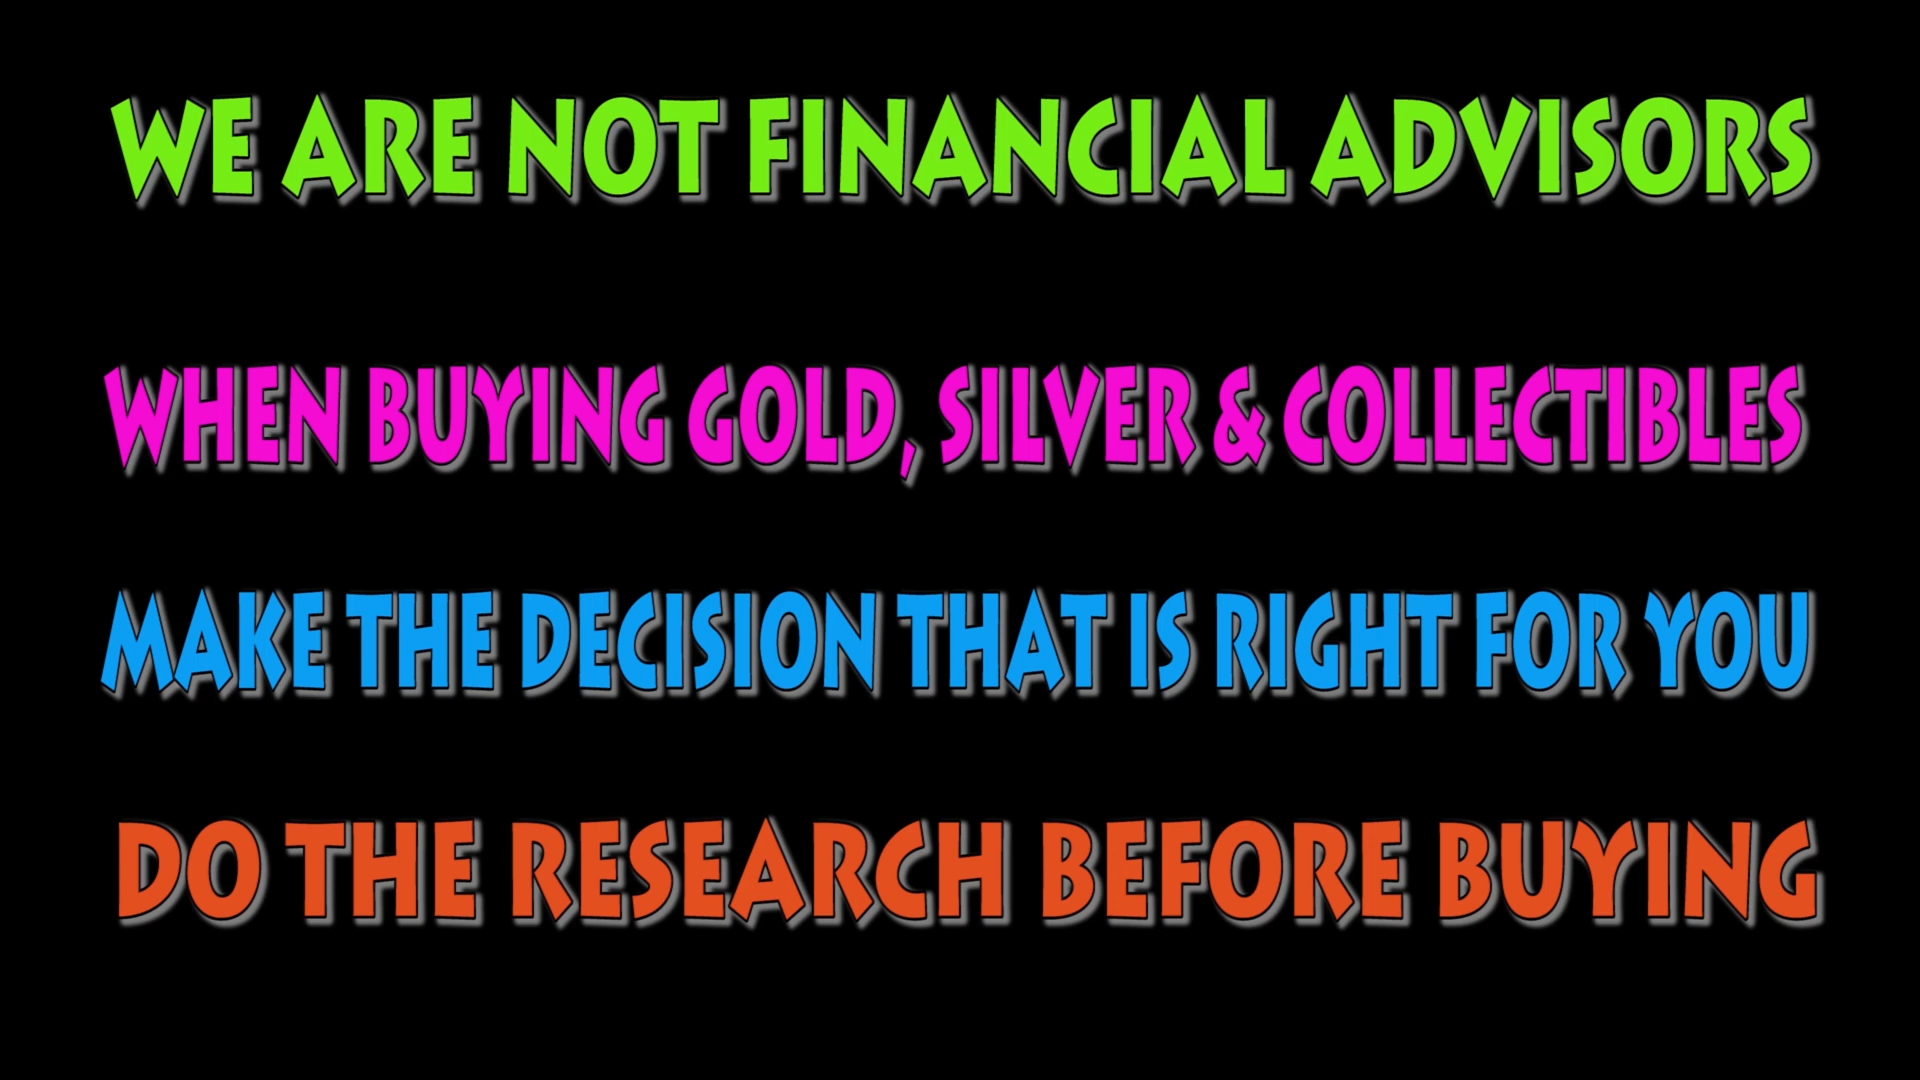 WE ARE NOT FINANCIAL ADVISORS
WHEN BUYING GOLD, SILVER & COLLECTIBLES
MAKE THE DECISION THAT IS RIGHT FOR YOU
DO THE RESEARCH BEFORE BUYING